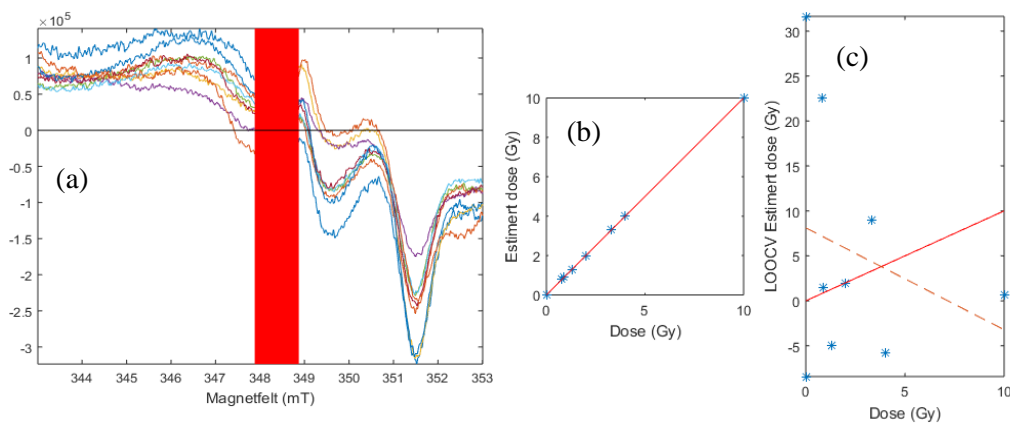 ×10⁵
1
0.5
0
-0.5
-1
-1.5
-2
-2.5
-3
344 345 346 347 348 349 350 351 352 353
Magnetfelt (mT)
(a)
10
8
6
4
2
0
0 5 10
Dose (Gy)
Estimert dose (Gy)
(b)
30
25
20
15
10
5
0
-5
0 5 10
Dose (Gy)
LOOCV Estimert dose (Gy)
(c)